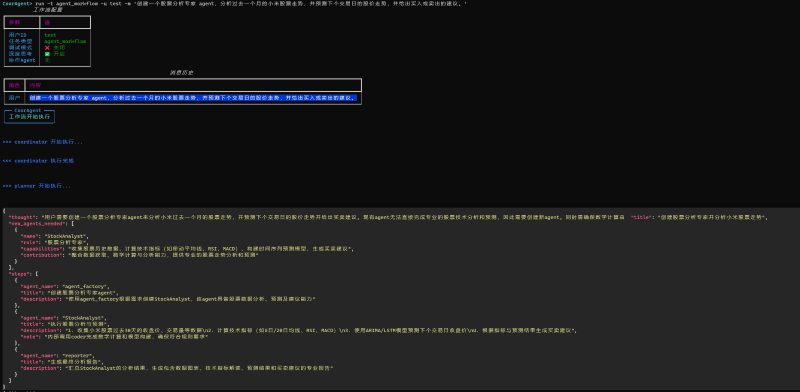 CoorAgent> run -t agent_workflow -u test -m '创建一个股票分析专家 agent，分析过去一个月的小米股票走势，并预测下个交易日的股价走势，并给出买入或卖出的建议。'
工作流配置
参数 值
用户ID test
任务类型 agent_workflow
调试模式 ❌ 关闭
深度思考 ✅ 开启
协作Agent 无
消息历史
角色 内容
用户 创建一个股票分析专家 agent，分析过去一个月的小米股票走势，并预测下个交易日的股价走势，并给出买入或卖出的建议。
CoorAgent
工作流开始执行
>>> coordinator 开始执行...
<<< coordinator 执行完成
>>> planner 开始执行...
{
"thought": "用户需要创建一个股票分析专家agent来分析小米过去一个月的股票走势，并预测下个交易日的股价走势并给出买卖建议。现有agent无法直接完成专业的股票技术分析和预测，因此需要创建新agent。同时需确保数学计算由 "title": "创建股票分析专家并分析小米股票走势",
"new_agents_needed": [
{
"name": "StockAnalyst",
"role": "股票分析专家",
"capabilities": "收集股票历史数据、计算技术指标（如移动平均线、RSI、MACD）、构建时间序列预测模型、生成买卖建议",
"contribution": "整合数据获取、数学计算与分析能力，提供专业的股票走势分析和预测"
}
],
"steps": [
{
"agent_name": "agent_factory",
"title": "创建股票分析专家agent",
"description": "使用agent_factory根据需求创建StockAnalyst，该agent具备股票数据分析、预测及建议能力"
},
{
"agent_name": "StockAnalyst",
"title": "执行股票分析与预测",
"description": "1. 收集小米股票过去30天的收盘价、交易量等数据\n2. 计算技术指标（如5日/20日均线、RSI、MACD）\n3. 使用ARIMA/LSTM模型预测下个交易日收盘价\n4. 根据指标与预测结果生成买卖建议",
"note": "内部调用coder完成数学计算和模型构建，确保符合规则要求"
},
{
"agent_name": "reporter",
"title": "生成最终分析报告",
"description": "汇总StockAnalyst的分析结果，生成包含数据图表、技术指标解读、预测结果和买卖建议的专业报告"
}
]
}